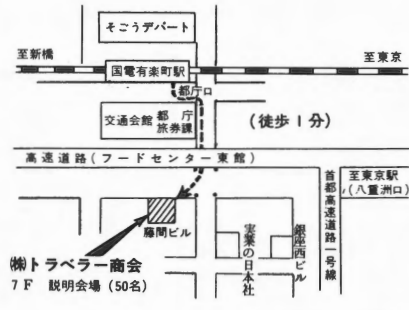 そごうデパート
至新橋
至東京
国電有楽町駅
都庁口
交通会館
都庁
旅券課
(徒歩1分)
高速道路(フードセンター東館)
首都高速道路一号線
至東京駅
(八重洲口)
藤間ビル
実業の日本社
銀座西ビル
㈱トラベラー商会
7F 説明会場(50名)